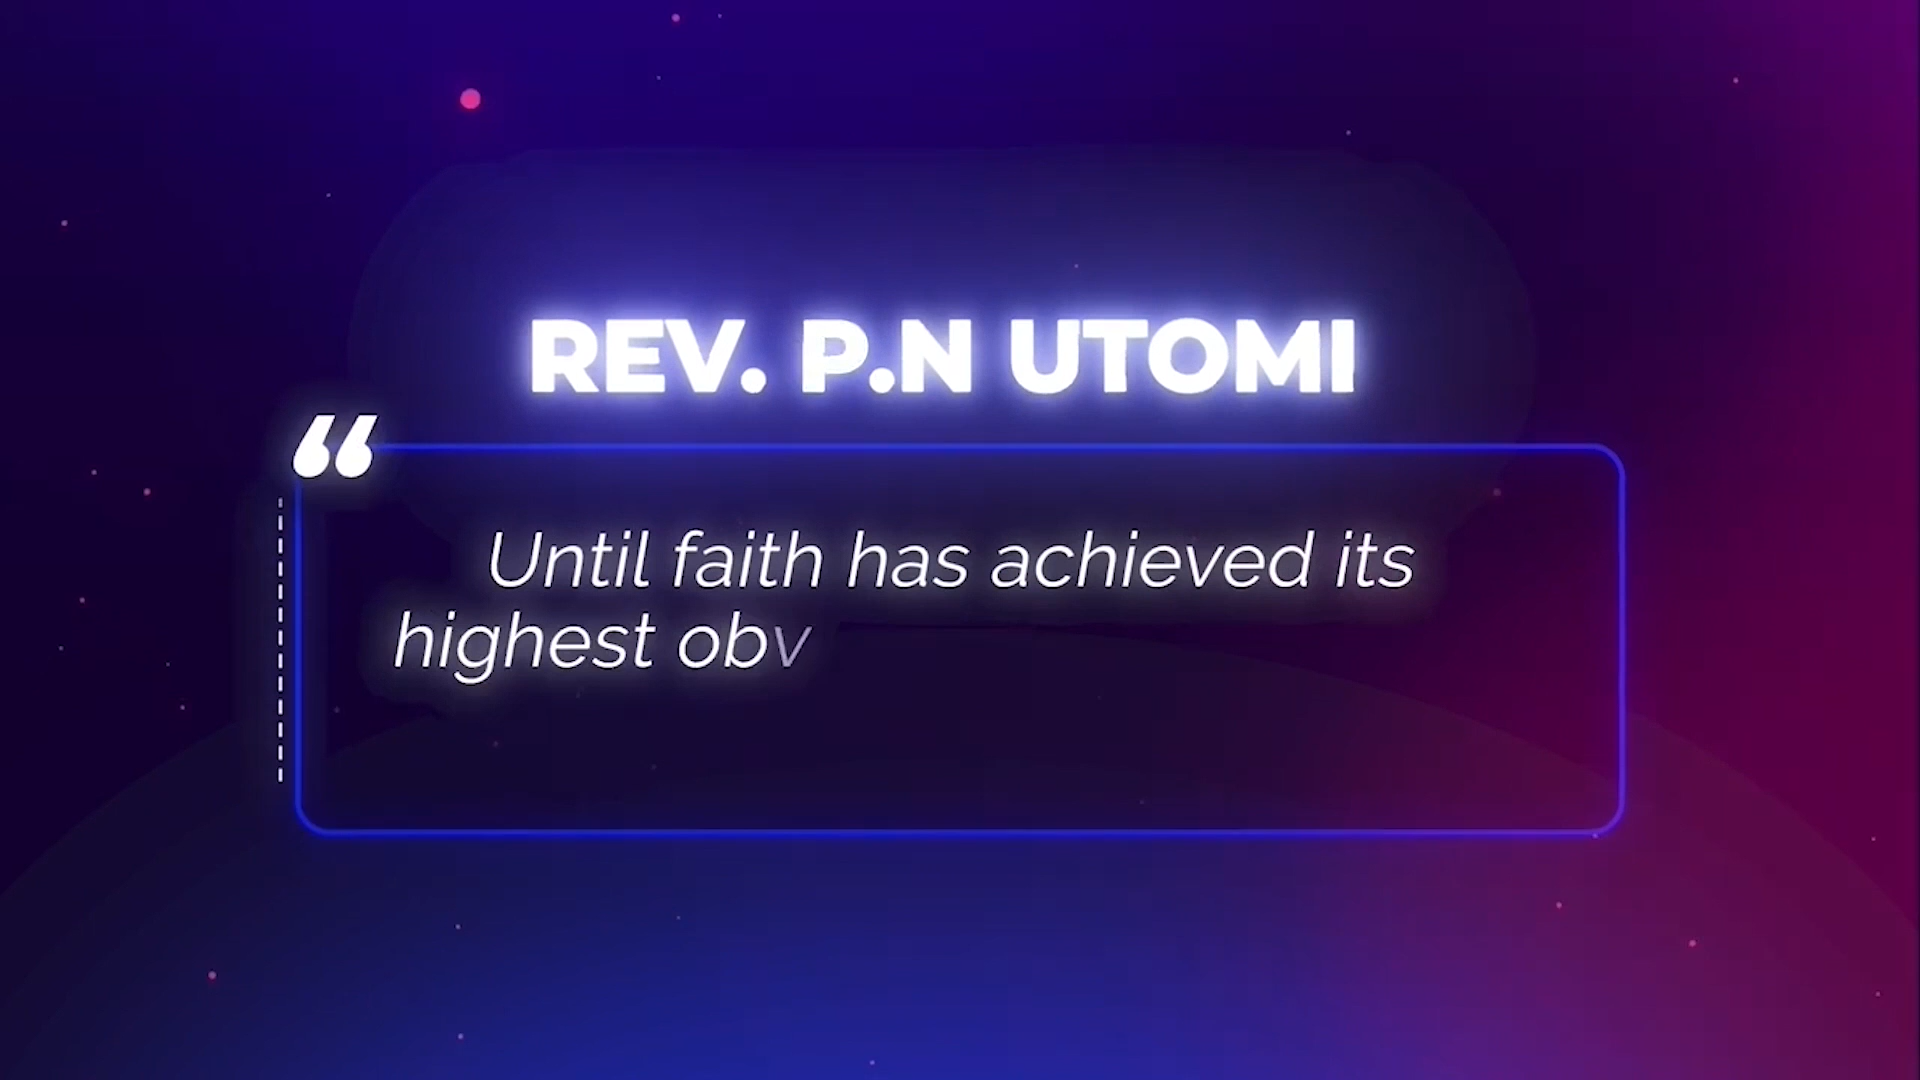 REV. P.N UTOMI
“
Until faith has achieved its
highest obv